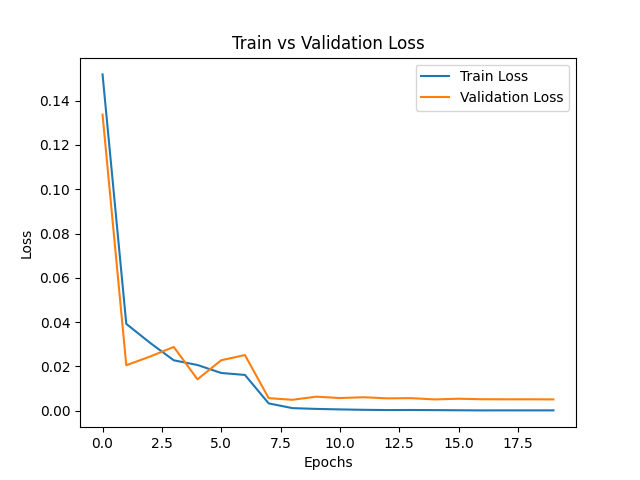 Train vs Validation Loss
Train Loss
Validation Loss
0.14
0.12
0.10
0.08
0.06
0.04
0.02
0.00
Loss
0.0 2.5 5.0 7.5 10.0 12.5 15.0 17.5
Epochs